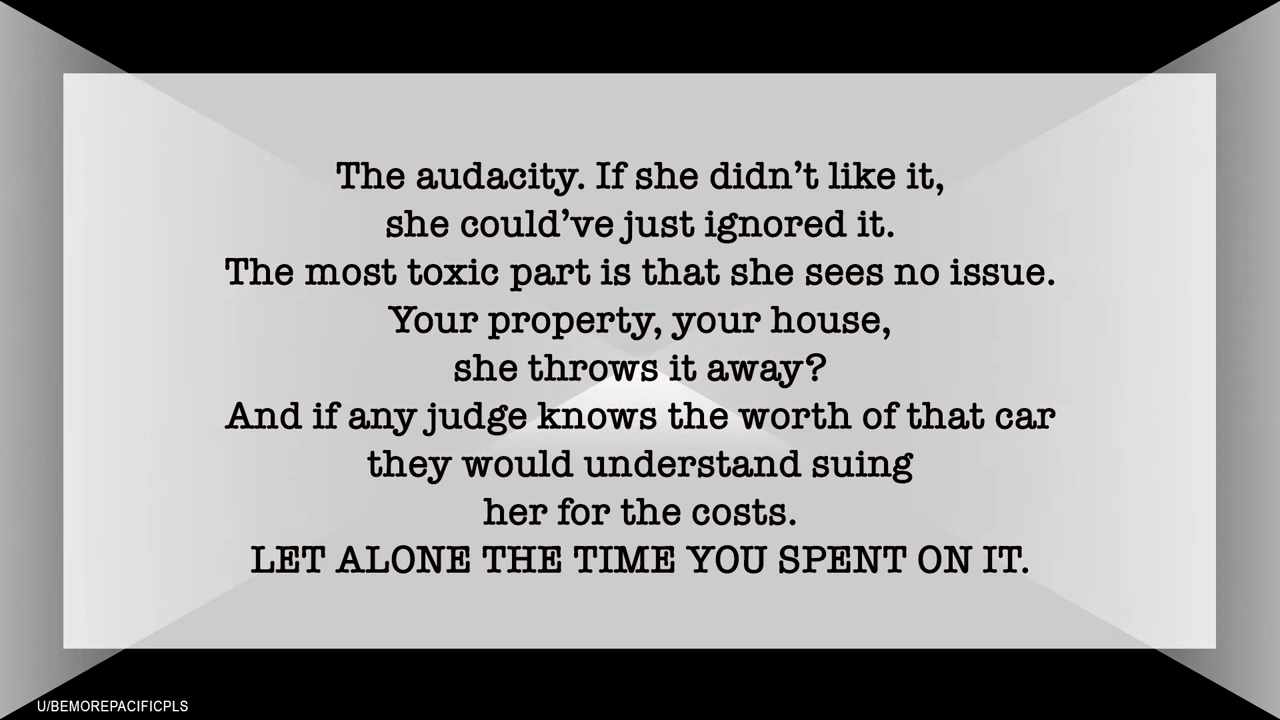 The audacity. If she didn’t like it,
she could’ve just ignored it.
The most toxic part is that she sees no issue.
Your property, your house,
she throws it away?
And if any judge knows the worth of that car
they would understand suing
her for the costs.
LET ALONE THE TIME YOU SPENT ON IT.
U/BEMOREPACIFICPLS